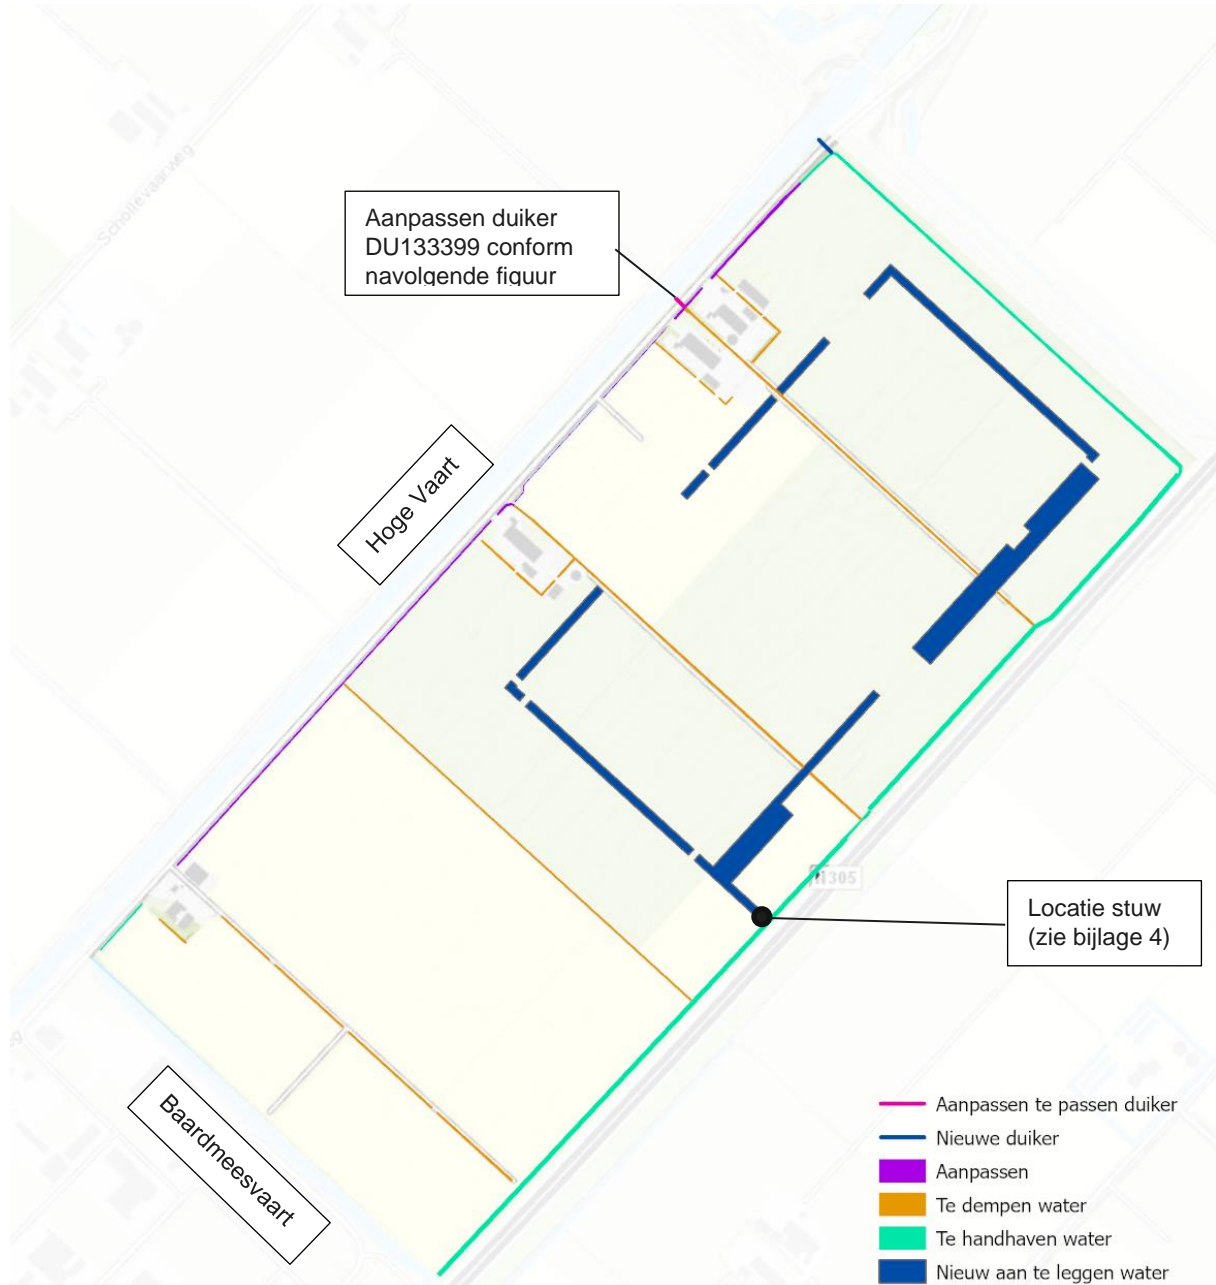 Schollevaarweg
Aanpassen duiker
DU133399 conform
navolgende figuur
Hoge Vaart
N305
Locatie stuw
(zie bijlage 4)
Baardmeesvaart
Aanpassen te passen duiker
Nieuwe duiker
Aanpassen
Te dempen water
Te handhaven water
Nieuw aan te leggen water